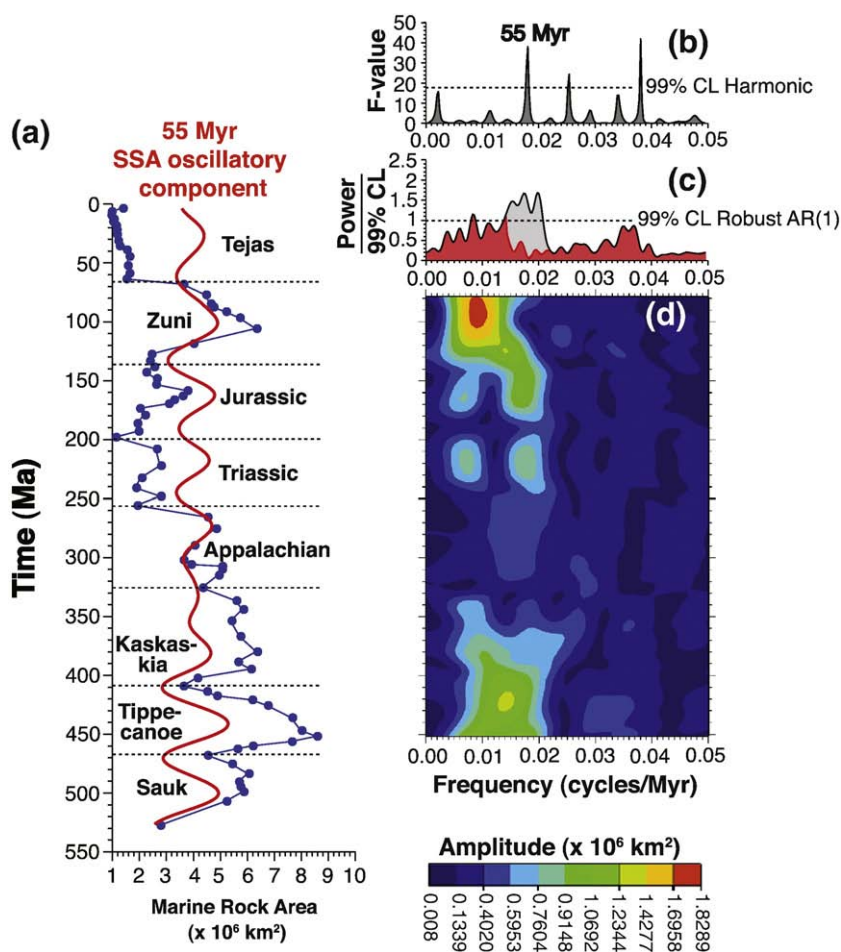 (a)
55 Myr
SSA oscillatory
component
0
50
100
150
200
250
300
350
400
450
500
550
Time (Ma)
Tejas
Zuni
Jurassic
Triassic
Appalachian
Kaskas-
kia
Tippe-
canoe
Sauk
1 2 3 4 5 6 7 8 9 10
Marine Rock Area
(x 10⁶ km²)
(b)
55 Myr
50
40
30
20
10
0
F-value
99% CL Harmonic
0.00 0.01 0.02 0.03 0.04 0.05
(c)
2.5
2
1.5
1
0.5
0
Power
99% CL
99% CL Robust AR(1)
0.00 0.01 0.02 0.03 0.04 0.05
(d)
0.00 0.01 0.02 0.03 0.04 0.05
Frequency (cycles/Myr)
Amplitude (x 10⁶ km²)
0.008
0.1339
0.4020
0.5953
0.7604
0.9148
1.0692
1.2344
1.4277
1.6958
1.8289